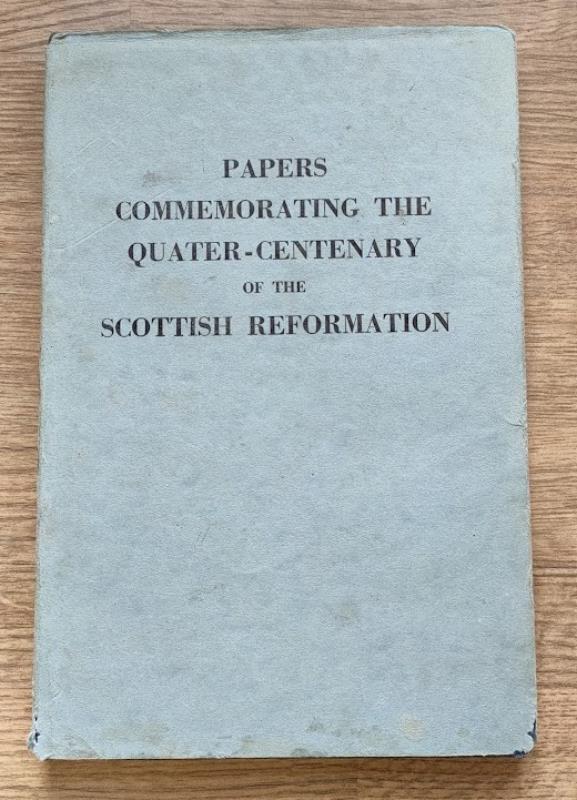 PAPERS
COMMEMORATING THE
QUATER-CENTENARY
OF THE
SCOTTISH REFORMATION